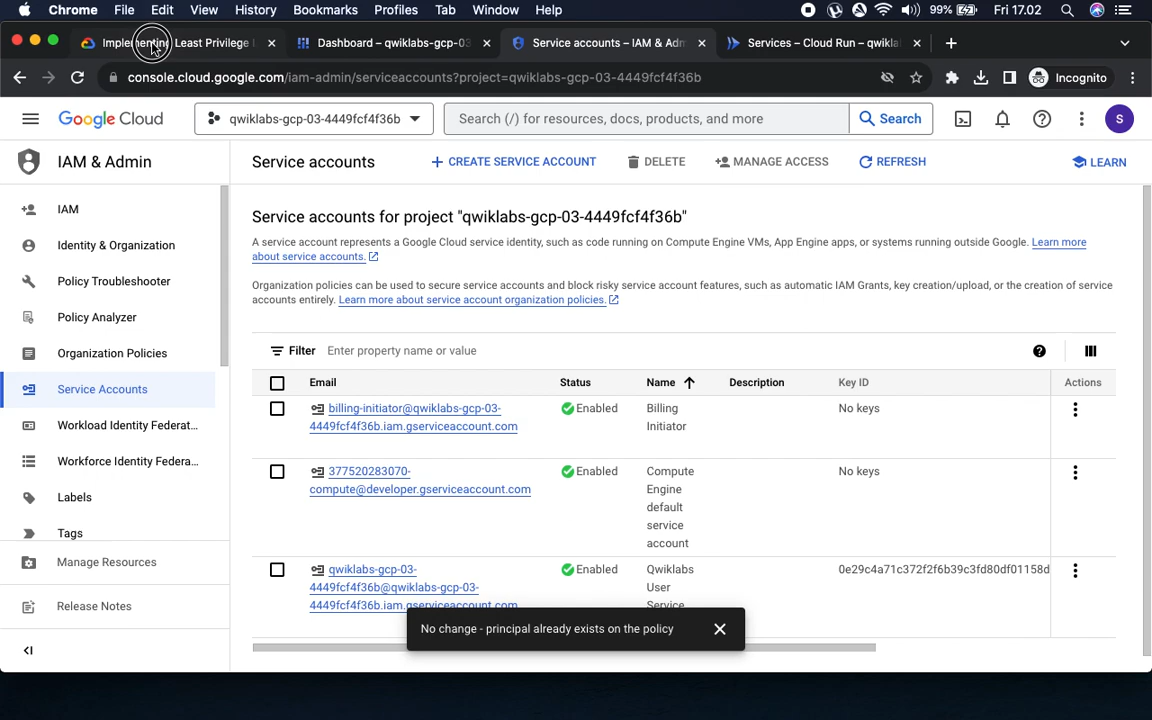 Chrome File Edit View History Bookmarks Profiles Tab Window Help 99% Fri 17.02
Implementing Least Privilege I Dashboard – qwiklabs-gcp-03- Service accounts – IAM & Adm Services – Cloud Run – qwikla
console.cloud.google.com/iam-admin/serviceaccounts?project=qwiklabs-gcp-03-4449fcf4f36b Incognito
Google Cloud qwiklabs-gcp-03-4449fcf4f36b Search (/) for resources, docs, products, and more Search S
IAM & Admin Service accounts + CREATE SERVICE ACCOUNT DELETE MANAGE ACCESS REFRESH LEARN
IAM
Identity & Organization
Policy Troubleshooter
Policy Analyzer
Organization Policies
Service Accounts
Workload Identity Federat...
Workforce Identity Federa...
Labels
Tags
Manage Resources
Release Notes
Service accounts for project "qwiklabs-gcp-03-4449fcf4f36b"
A service account represents a Google Cloud service identity, such as code running on Compute Engine VMs, App Engine apps, or systems running outside Google. Learn more
about service accounts.
Organization policies can be used to secure service accounts and block risky service account features, such as automatic IAM Grants, key creation/upload, or the creation of service
accounts entirely. Learn more about service account organization policies.
Filter Enter property name or value
Email Status Name Description Key ID Actions
billing-initiator@qwiklabs-gcp-03- Enabled Billing No keys
4449fcf4f36b.iam.gserviceaccount.com Initiator
377520283070- Enabled Compute No keys
compute@developer.gserviceaccount.com Engine
default
service
account
qwiklabs-gcp-03- Enabled Qwiklabs 0e29c4a71c372f2f6b39c3fd80df01158d
4449fcf4f36b@qwiklabs-gcp-03- User
4449fcf4f36b.iam.gserviceaccount.com Service
No change - principal already exists on the policy